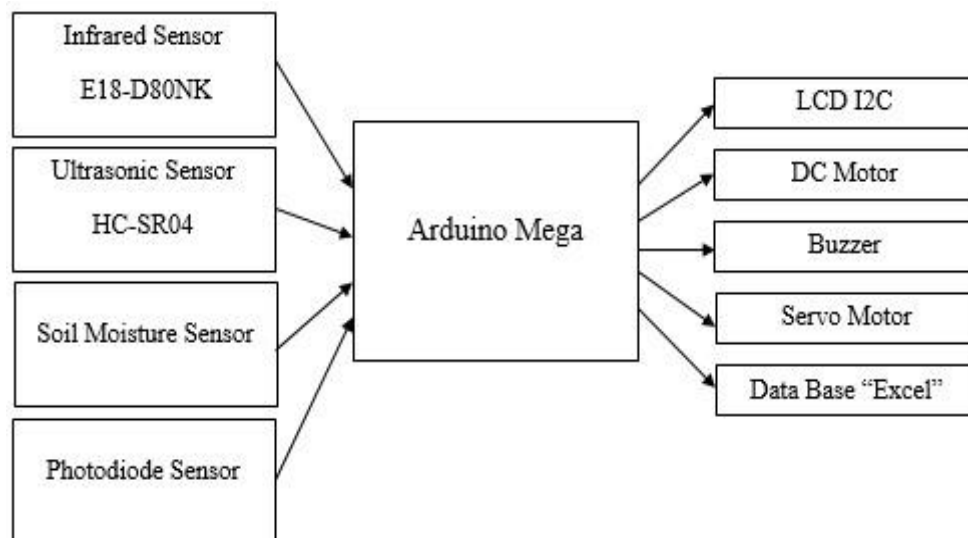 Infrared Sensor
E18-D80NK
Ultrasonic Sensor
HC-SR04
Soil Moisture Sensor
Photodiode Sensor
Arduino Mega
LCD I2C
DC Motor
Buzzer
Servo Motor
Data Base “Excel”